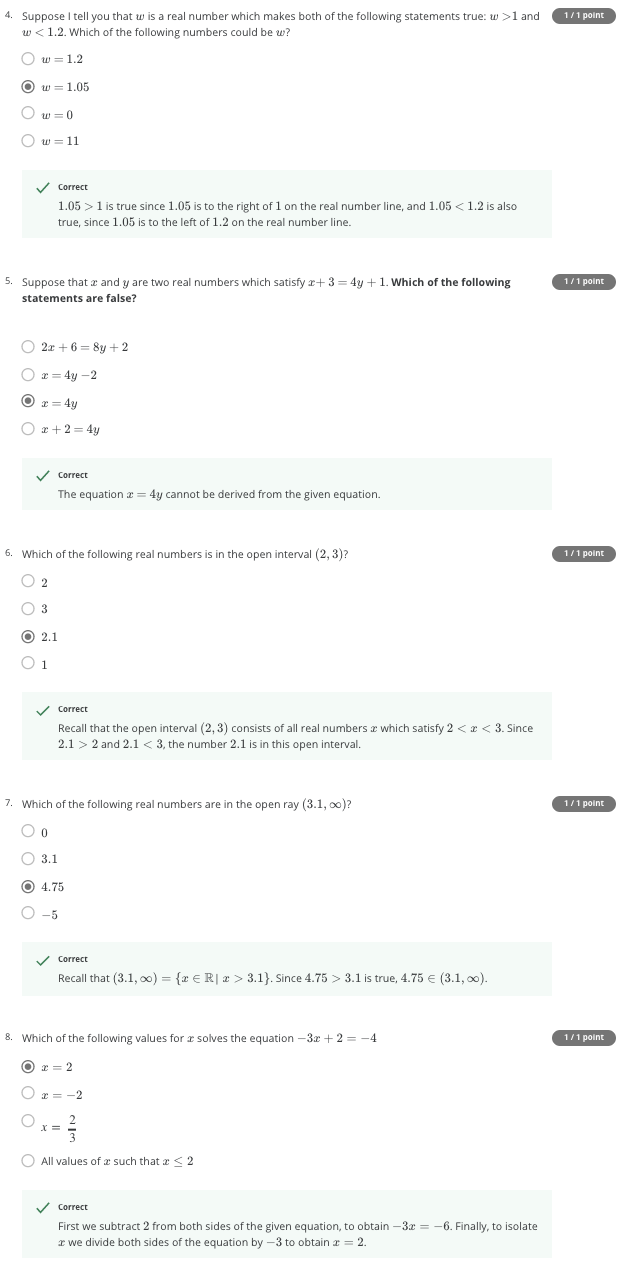 4. Suppose I tell you that w is a real number which makes both of the following statements true: w >1 and 1 / 1 point
w < 1.2. Which of the following numbers could be w?
w = 1.2
w = 1.05
w = 0
w = 11
Correct
1.05 > 1 is true since 1.05 is to the right of 1 on the real number line, and 1.05 < 1.2 is also
true, since 1.05 is to the left of 1.2 on the real number line.
5. Suppose that x and y are two real numbers which satisfy x+ 3 = 4y + 1. Which of the following 1 / 1 point
statements are false?
2x + 6 = 8y + 2
x = 4y −2
x = 4y
x + 2 = 4y
Correct
The equation x = 4y cannot be derived from the given equation.
6. Which of the following real numbers is in the open interval (2, 3)? 1 / 1 point
2
3
2.1
1
Correct
Recall that the open interval (2, 3) consists of all real numbers x which satisfy 2 < x < 3. Since
2.1 > 2 and 2.1 < 3, the number 2.1 is in this open interval.
7. Which of the following real numbers are in the open ray (3.1, ∞)? 1 / 1 point
0
3.1
4.75
−5
Correct
Recall that (3.1, ∞) = {x ∈ ℝ | x > 3.1}. Since 4.75 > 3.1 is true, 4.75 ∈ (3.1, ∞).
8. Which of the following values for x solves the equation −3x + 2 = −4 1 / 1 point
x = 2
x = −2
x = 2/3
All values of x such that x ≤ 2
Correct
First we subtract 2 from both sides of the given equation, to obtain −3x = −6. Finally, to isolate
x we divide both sides of the equation by −3 to obtain x = 2.